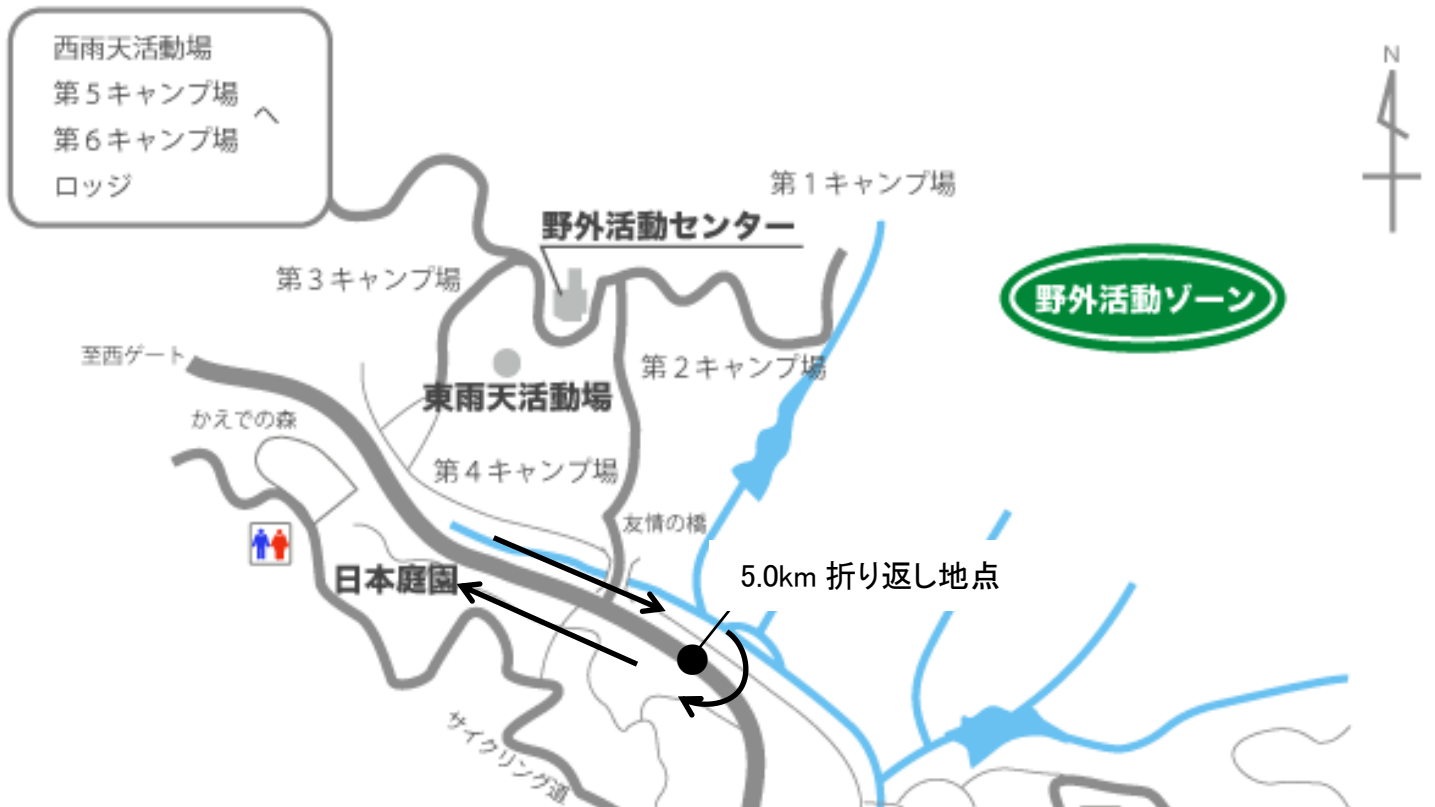 西雨天活動場
第5キャンプ場
第6キャンプ場
へ
ロッジ
N
第1キャンプ場
野外活動センター
第3キャンプ場
野外活動ゾーン
至西ゲート
第2キャンプ場
東雨天活動場
かえでの森
第4キャンプ場
友情の橋
日本庭園
5.0km 折り返し地点
サイクリング道